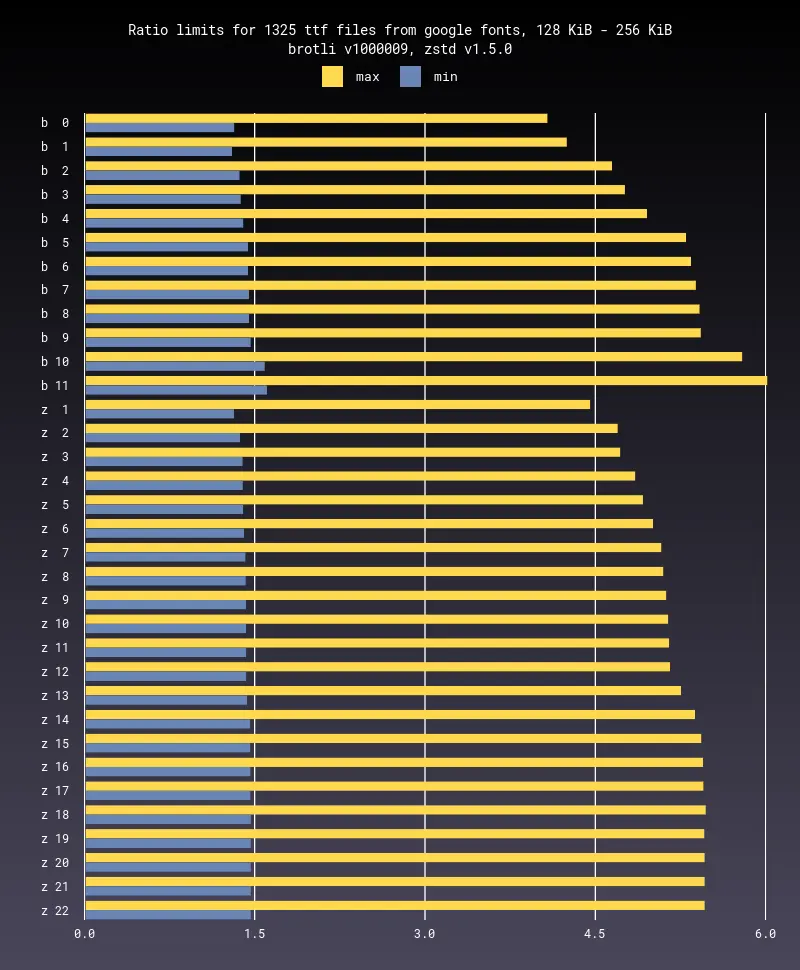 Ratio limits for 1325 ttf files from google fonts, 128 KiB - 256 KiB
brotli v1000009, zstd v1.5.0
max min
b 0
b 1
b 2
b 3
b 4
b 5
b 6
b 7
b 8
b 9
b 10
b 11
z 1
z 2
z 3
z 4
z 5
z 6
z 7
z 8
z 9
z 10
z 11
z 12
z 13
z 14
z 15
z 16
z 17
z 18
z 19
z 20
z 21
z 22
0.0 1.5 3.0 4.5 6.0